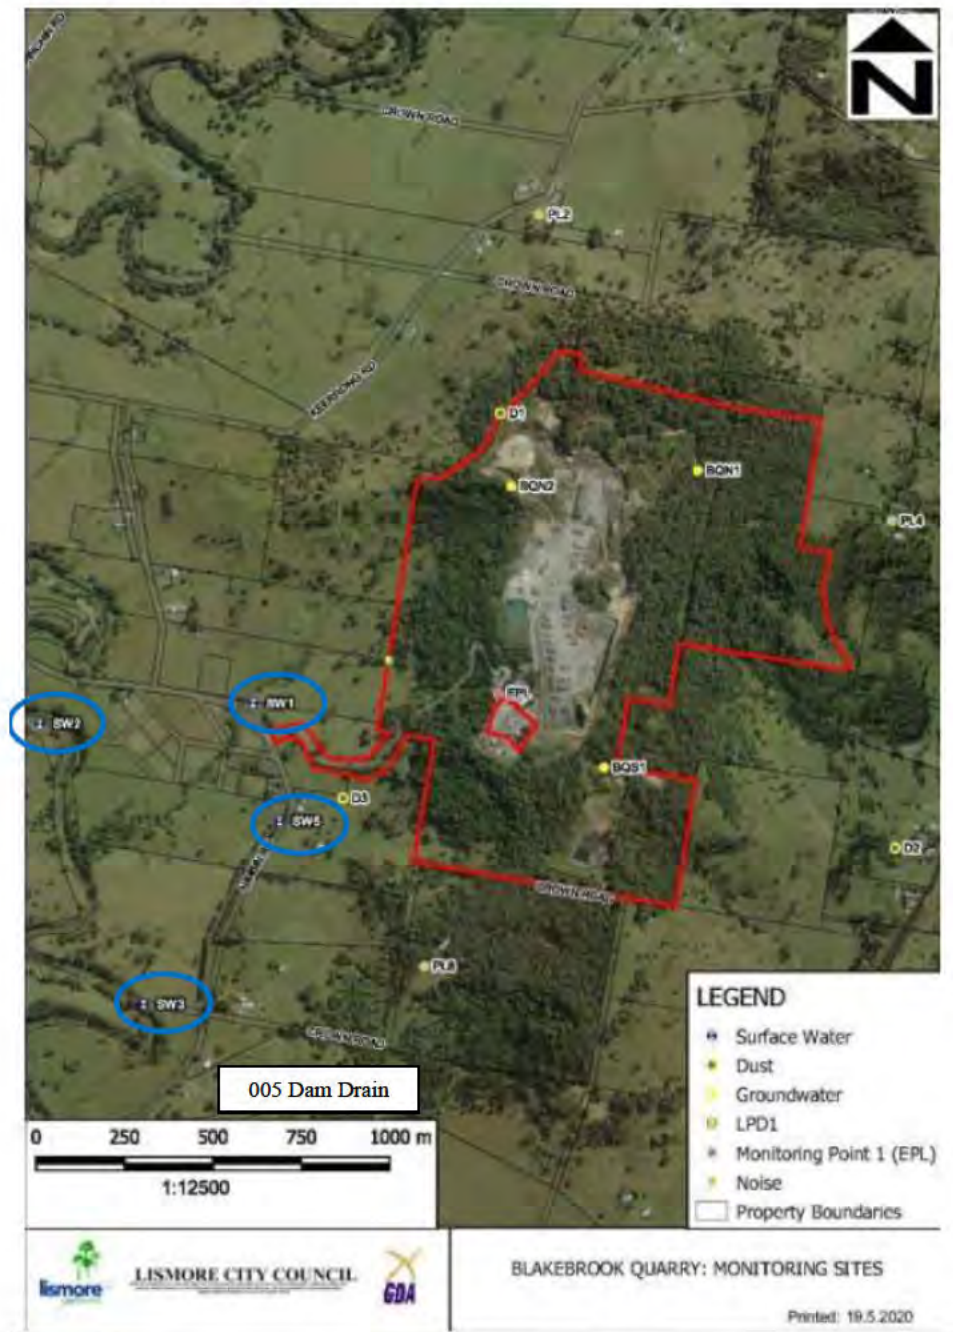 N
CROWN ROAD
PL2
CROWN ROAD
KEERRONG RD
D1
BQN1
BQN2
PL4
EPL
SW1
SW2
BQS1
D3
SW5
D2
CROWN ROAD
PL8
SW3
CROWN ROAD
005 Dam Drain
0 250 500 750 1000 m
1:12500
LEGEND
Surface Water
Dust
Groundwater
LPD1
Monitoring Point 1 (EPL)
Noise
Property Boundaries
lismore
LISMORE CITY COUNCIL
GDA
BLAKEBROOK QUARRY: MONITORING SITES
Printed: 19.5.2020